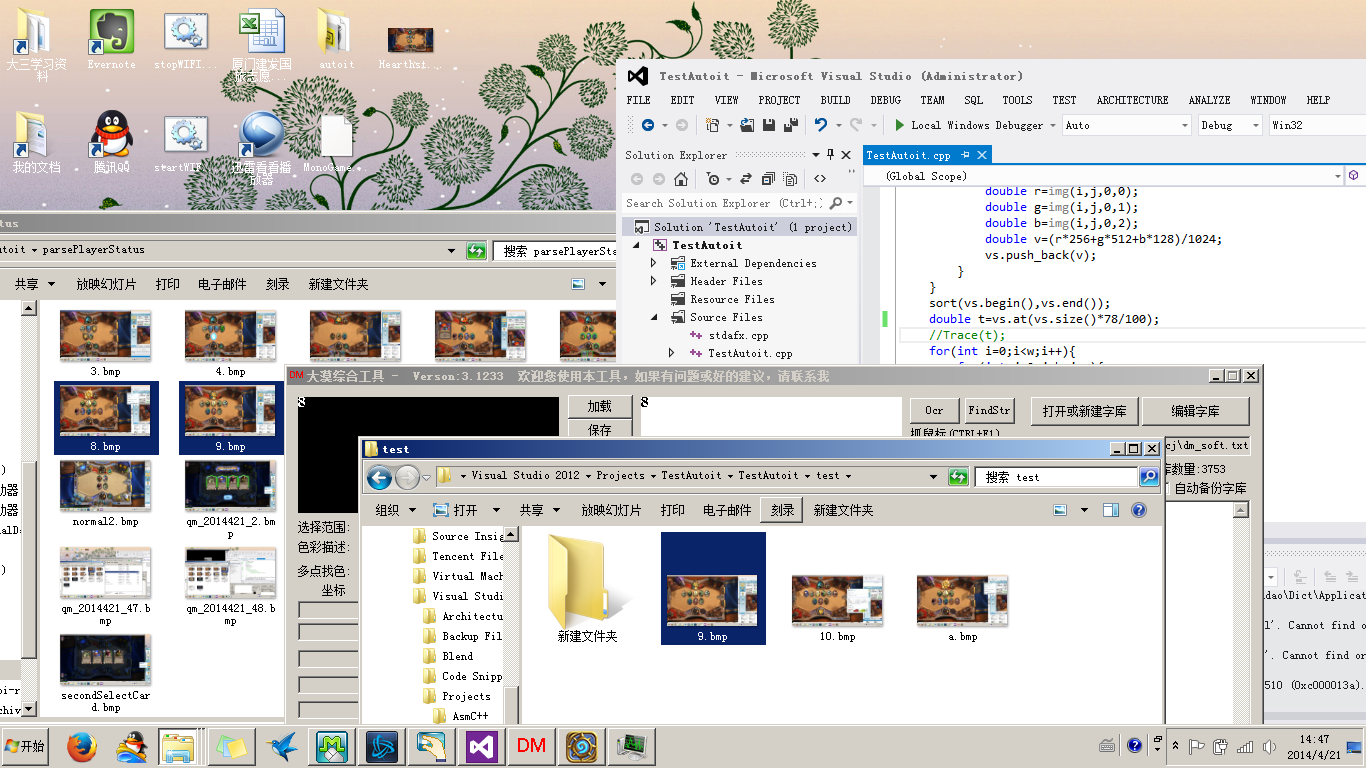 大三学习资料
Evernote
stopWIFI...
厦门建发国
autoit
Hearthst...
我的文档
腾讯QQ
startWIF...
迅雷看看播放器
MonoGame...
TestAutoit - Microsoft Visual Studio (Administrator)
FILE EDIT VIEW PROJECT BUILD DEBUG TEAM SQL TOOLS TEST ARCHITECTURE ANALYZE WINDOW HELP
Local Windows Debugger Auto Debug Win32
Solution Explorer
Search Solution Explorer (Ctrl+;)
Solution 'TestAutoit' (1 project)
TestAutoit
External Dependencies
Header Files
Resource Files
Source Files
stdafx.cpp
TestAutoit.cpp
TestAutoit.cpp
(Global Scope)
double r=img(i,j,0,0);
double g=img(i,j,0,1);
double b=img(i,j,0,2);
double v=(r*256+g*512+b*128)/1024;
vs.push_back(v);
}
}
sort(vs.begin(),vs.end());
double t=vs.at(vs.size()*78/100);
//Trace(t);
for(int i=0;i<w;i++){
tus
utoit parsePlayerStatus
搜索 parsePlayerSta
共享 放映幻灯片 打印 电子邮件 刻录 新建文件夹
3.bmp
4.bmp
8.bmp
9.bmp
normal2.bmp
qm_2014421_2.bmp
qm_2014421_47.bmp
qm_2014421_48.bmp
secondSelectCard.bmp
DM 大漠综合工具 - Verson:3.1233 欢迎您使用本工具，如果有问题或好的建议，请联系我
8
加载
保存
8
Ocr FindStr 打开或新建字库 编辑字库
抓鼠标(CTRL+F1)
cj\dm_soft.txt
库数量:3753
自动备份字库
选择范围:
色彩描述:
多点找色:
坐标
test
Visual Studio 2012 Projects TestAutoit TestAutoit test
搜索 test
组织 打开 共享 放映幻灯片 打印 电子邮件 刻录 新建文件夹
Source Insig
Tencent File
Virtual Mach
Visual Studi
Architectu
Backup Fil
Blend
Code Snipp
Projects
AsmC++
新建文件夹
9.bmp
10.bmp
a.bmp
dao\Dict\Applicat
l'. Cannot find o
'. Cannot find or
510 (0xc000013a).
开始
DM
14:47
2014/4/21